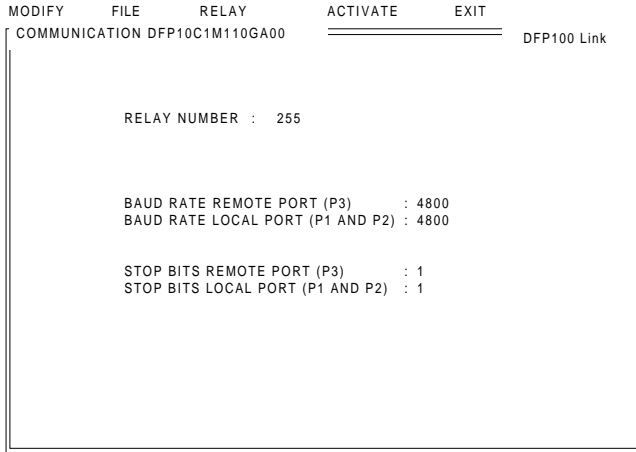 MODIFY FILE RELAY ACTIVATE EXIT
COMMUNICATION DFP10C1M110GA00 DFP100 Link
RELAY NUMBER : 255
BAUD RATE REMOTE PORT (P3) : 4800
BAUD RATE LOCAL PORT (P1 AND P2) : 4800
STOP BITS REMOTE PORT (P3) : 1
STOP BITS LOCAL PORT (P1 AND P2) : 1